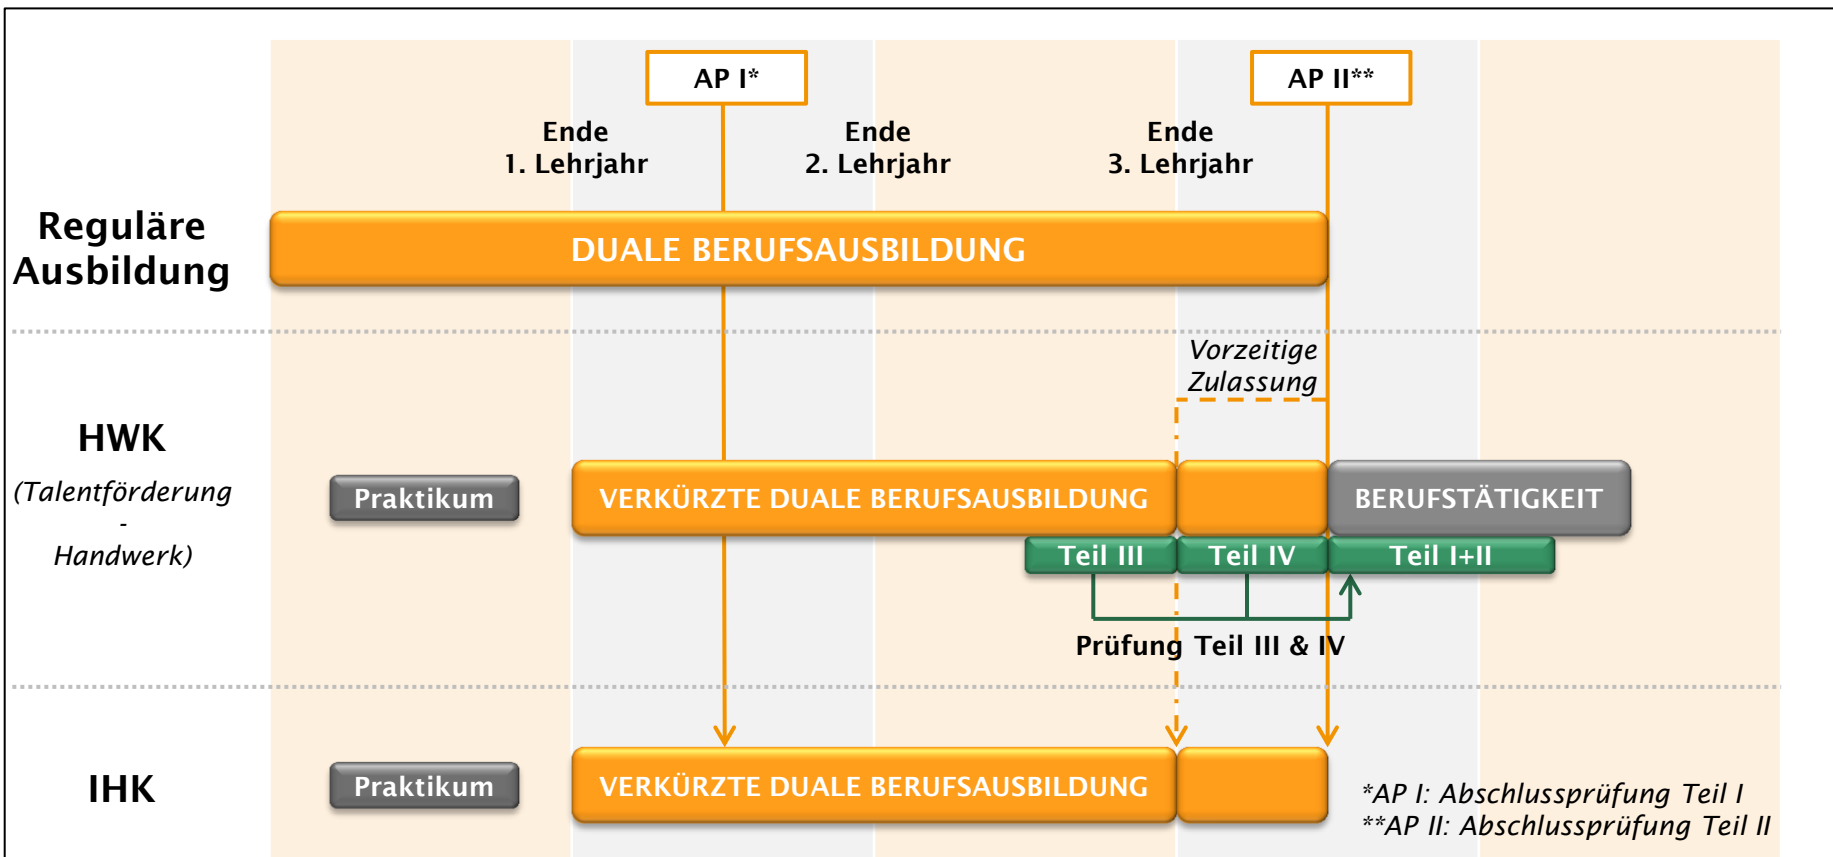 AP I*
AP II**
Ende
1. Lehrjahr
Ende
2. Lehrjahr
Ende
3. Lehrjahr
Reguläre
Ausbildung
DUALE BERUFSAUSBILDUNG
Vorzeitige
Zulassung
HWK
(Talentförderung
-
Handwerk)
Praktikum
VERKÜRZTE DUALE BERUFSAUSBILDUNG
BERUFSTÄTIGKEIT
Teil III
Teil IV
Teil I+II
Prüfung Teil III & IV
IHK
Praktikum
VERKÜRZTE DUALE BERUFSAUSBILDUNG
*AP I: Abschlussprüfung Teil I
**AP II: Abschlussprüfung Teil II